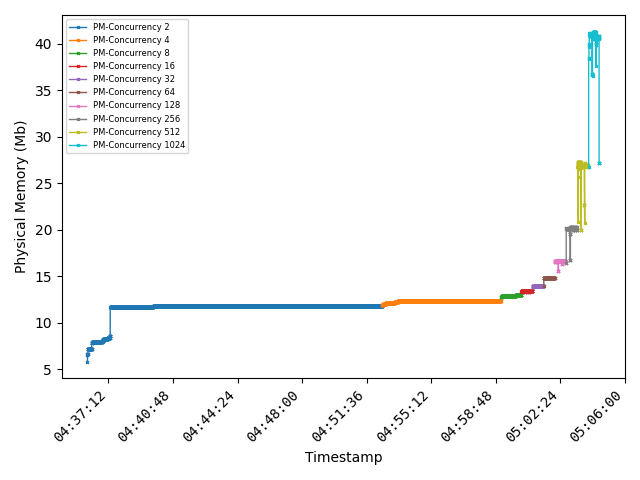 PM-Concurrency 2
PM-Concurrency 4
PM-Concurrency 8
PM-Concurrency 16
PM-Concurrency 32
PM-Concurrency 64
PM-Concurrency 128
PM-Concurrency 256
PM-Concurrency 512
PM-Concurrency 1024
Physical Memory (Mb)
40
35
30
25
20
15
10
5
04:37:12
04:40:48
04:44:24
04:48:00
04:51:36
04:55:12
04:58:48
05:02:24
05:06:00
Timestamp